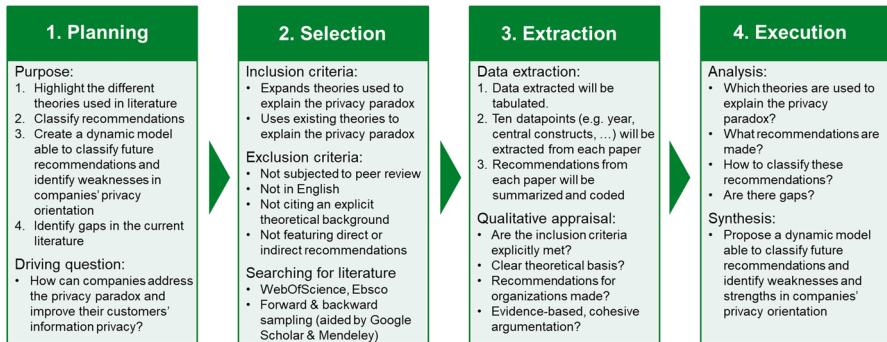 1. Planning
Purpose:
1. Highlight the different
theories used in literature
2. Classify recommendations
3. Create a dynamic model
able to classify future
recommendations and
identify weaknesses in
companies' privacy
orientation
4. Identify gaps in the current
literature
Driving question:
• How can companies address
the privacy paradox and
improve their customers'
information privacy?
2. Selection
Inclusion criteria:
• Expands theories used to
explain the privacy paradox
• Uses existing theories to
explain the privacy paradox
Exclusion criteria:
• Not subjected to peer review
• Not in English
• Not citing an explicit
theoretical background
• Not featuring direct or
indirect recommendations
Searching for literature
• WebOfScience, Ebsco
• Forward & backward
sampling (aided by Google
Scholar & Mendeley)
3. Extraction
Data extraction:
1. Data extracted will be
tabulated.
2. Ten datapoints (e.g. year,
central constructs, …) will be
extracted from each paper
3. Recommendations from
each paper will be
summarized and coded
Qualitative appraisal:
• Are the inclusion criteria
explicitly met?
• Clear theoretical basis?
• Recommendations for
organizations made?
• Evidence-based, cohesive
argumentation?
4. Execution
Analysis:
• Which theories are used to
explain the privacy
paradox?
• What recommendations are
made?
• How to classify these
recommendations?
• Are there gaps?
Synthesis:
• Propose a dynamic model
able to classify future
recommendations and
identify weaknesses and
strengths in companies'
privacy orientation